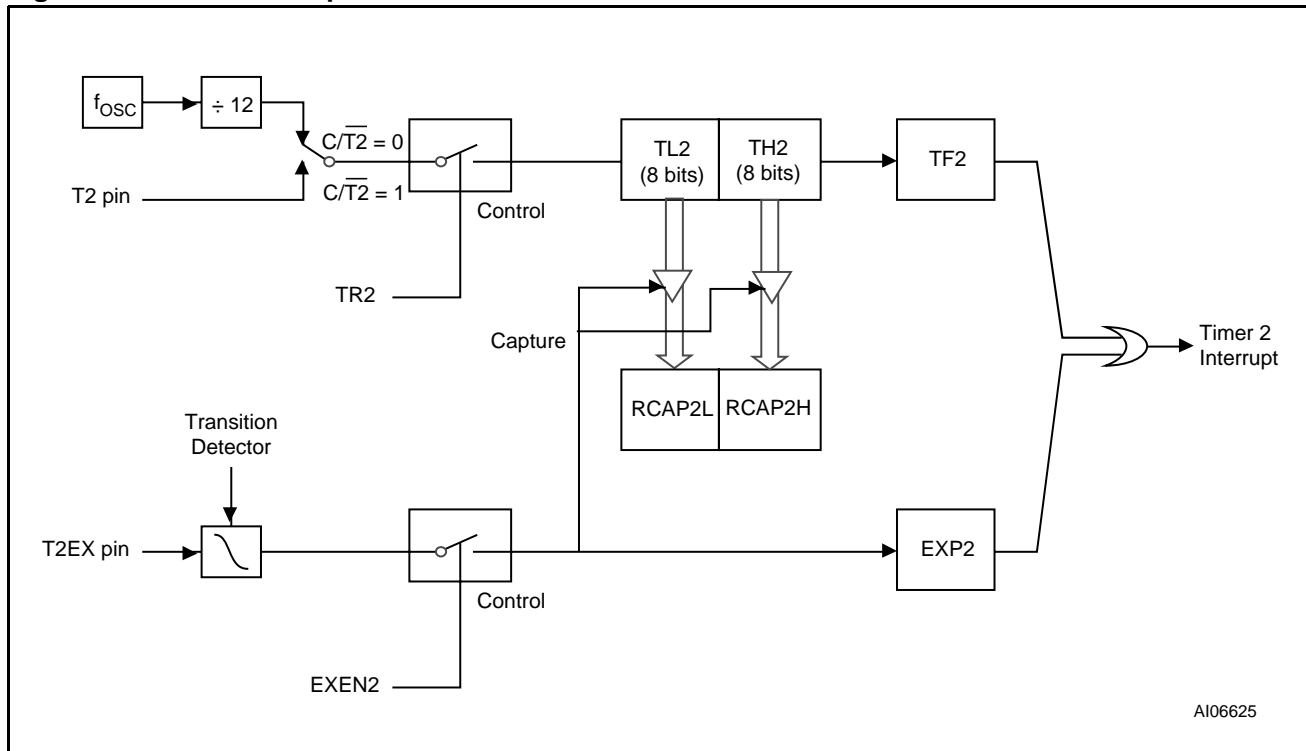 fOSC
÷ 12
C/T2 = 0
C/T2 = 1
T2 pin
Control
TR2
TL2
(8 bits)
TH2
(8 bits)
TF2
Capture
RCAP2L
RCAP2H
Timer 2
Interrupt
Transition
Detector
T2EX pin
Control
EXEN2
EXP2
AI06625